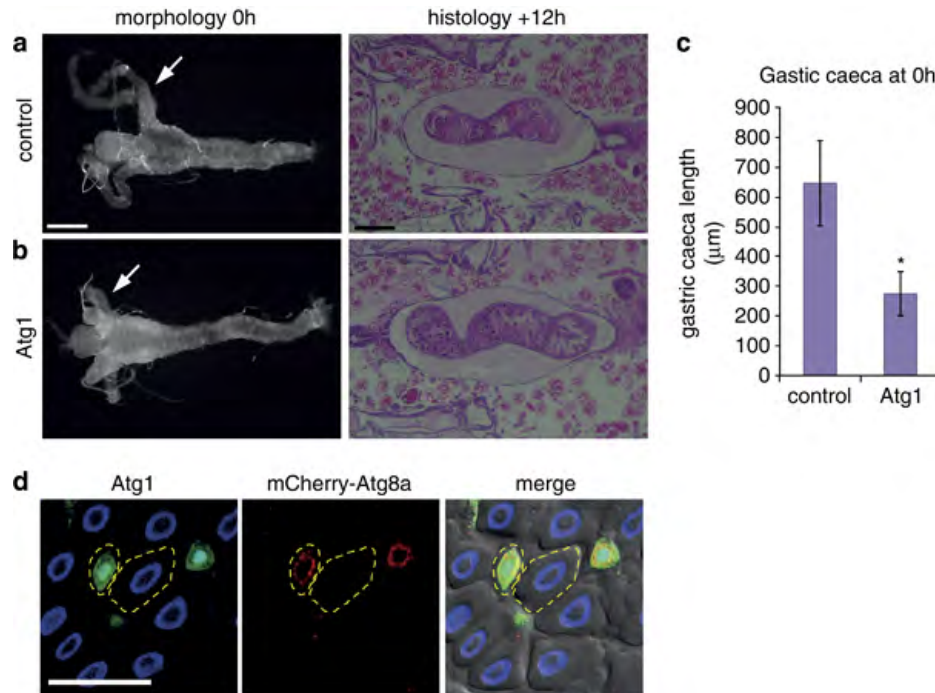 morphology 0h
histology +12h
a
control
b
Atg1
c
Gastic caeca at 0h
gastric caeca length
(μm)
900
800
700
600
500
400
300
200
100
0
*
control
Atg1
d
Atg1
mCherry-Atg8a
merge